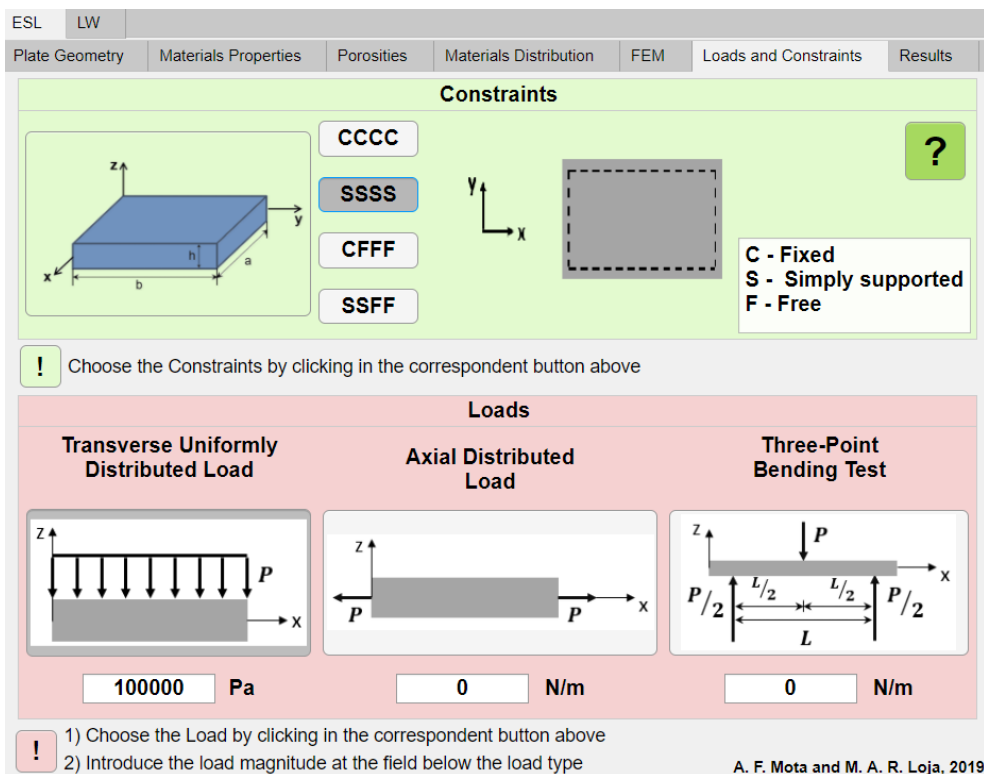 ESL LW
Plate Geometry Materials Properties Porosities Materials Distribution FEM Loads and Constraints Results
Constraints
z
y
x
h
a
b
CCCC
SSSS
CFFF
SSFF
y
x
?
C - Fixed
S - Simply supported
F - Free
! Choose the Constraints by clicking in the correspondent button above
Loads
Transverse Uniformly
Distributed Load
Z
P
X
100000 Pa
Axial Distributed
Load
Z
P P
X
0 N/m
Three-Point
Bending Test
Z
P
X
P/2 L/2 L/2 P/2
L
0 N/m
!
1) Choose the Load by clicking in the correspondent button above
2) Introduce the load magnitude at the field below the load type
A. F. Mota and M. A. R. Loja, 2019